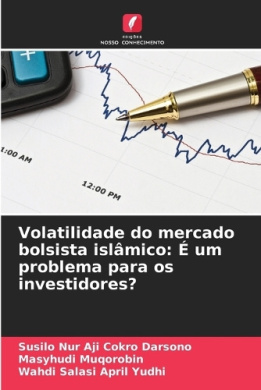 edições
NOSSO CONHECIMENTO
1:00 AM
12:00 PM
Volatilidade do mercado
bolsista islâmico: É um
problema para os
investidores?
Susilo Nur Aji Cokro Darsono
Masyhudi Muqorobin
Wahdi Salasi April Yudhi